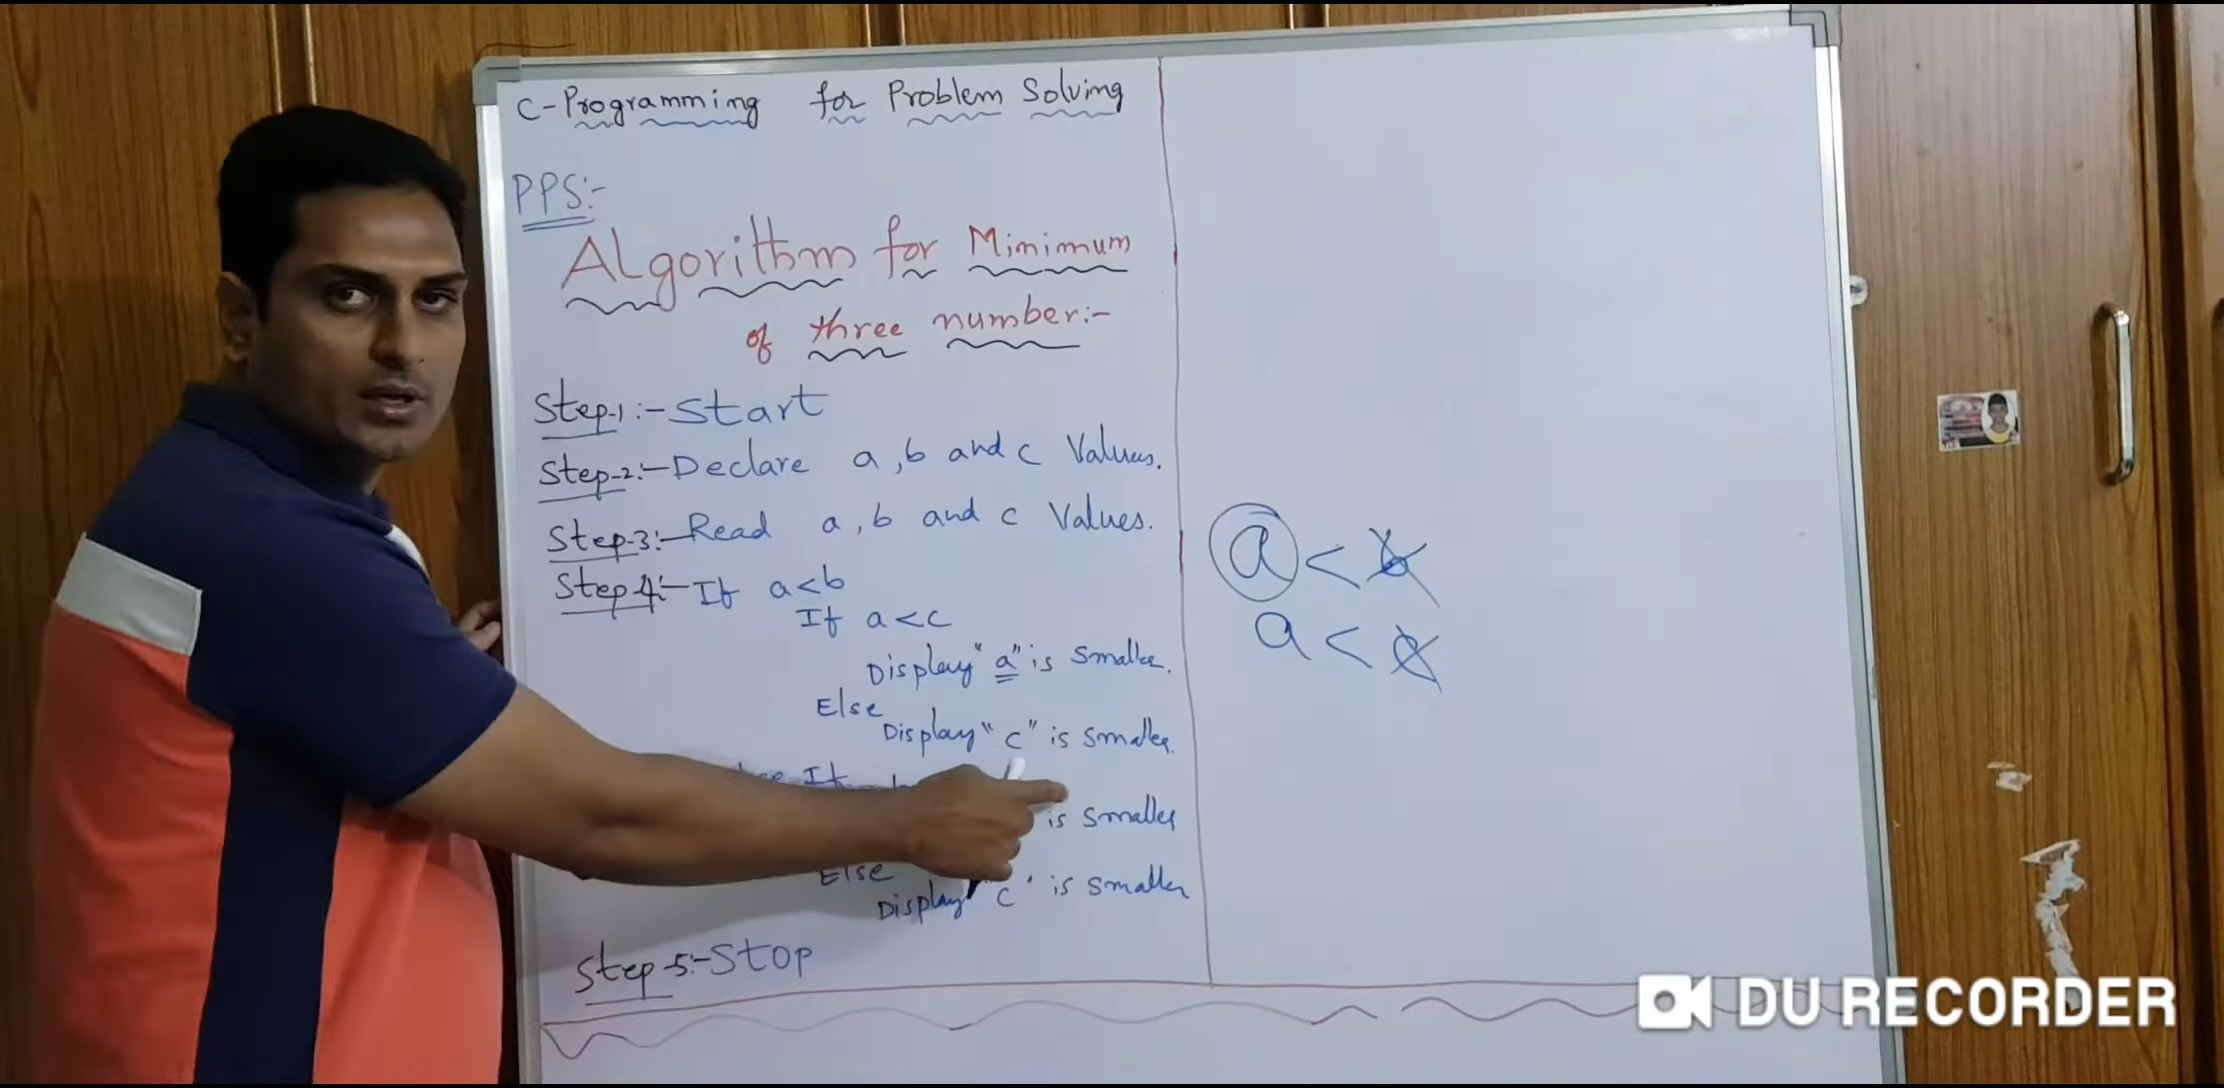 C-Programming for Problem Solving
PPS:-
ALgorithm for Minimum
of three number:-
Step-1:- Start
Step-2:- Declare a, b and c Values.
Step-3:- Read a, b and c Values.
Step-4:- If a<b
If a<c
Display "a" is smaller.
Else
Display "c" is smaller.
If
is smaller
Else
Display "c" is smaller
Step-5:- Stop
a < b
a < c
DU RECORDER